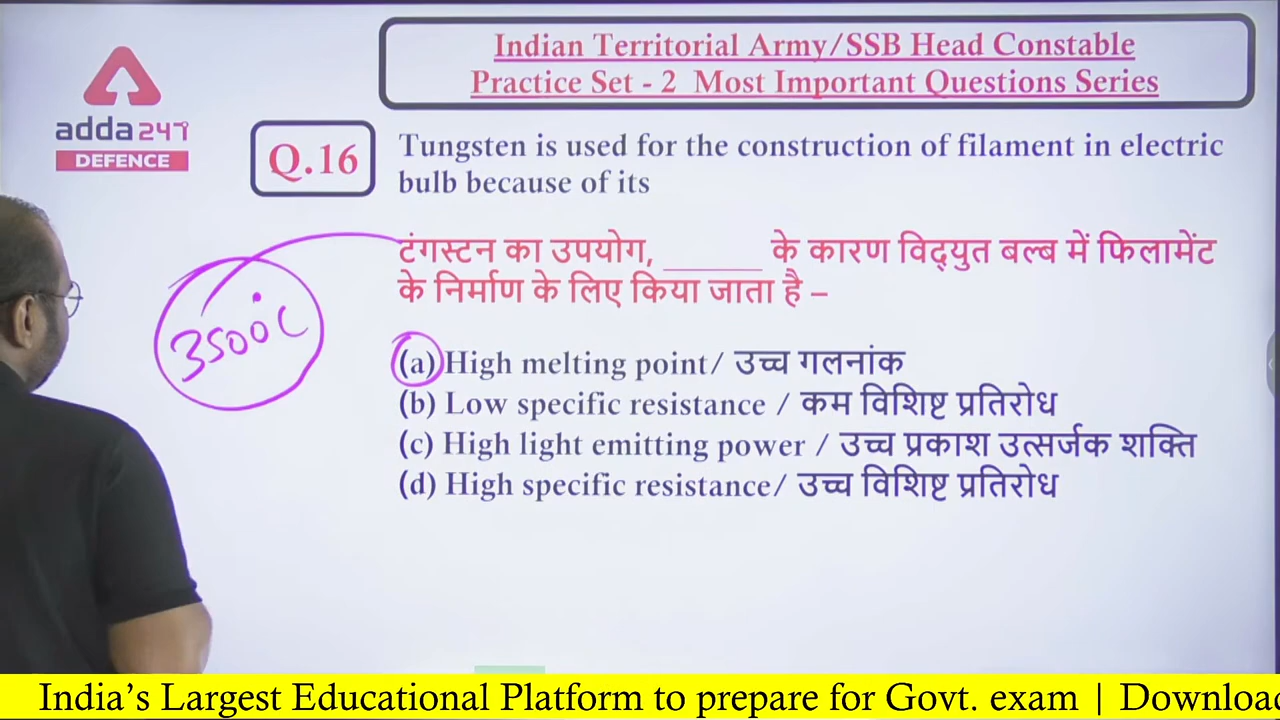 Indian Territorial Army/SSB Head Constable
Practice Set - 2 Most Important Questions Series
adda247
DEFENCE
Q.16
Tungsten is used for the construction of filament in electric
bulb because of its
टंगस्टन का उपयोग, ______ के कारण विद्युत बल्ब में फिलामेंट
के निर्माण के लिए किया जाता है –
3500°C
(a) High melting point/ उच्च गलनांक
(b) Low specific resistance / कम विशिष्ट प्रतिरोध
(c) High light emitting power / उच्च प्रकाश उत्सर्जक शक्ति
(d) High specific resistance/ उच्च विशिष्ट प्रतिरोध
India's Largest Educational Platform to prepare for Govt. exam | Download